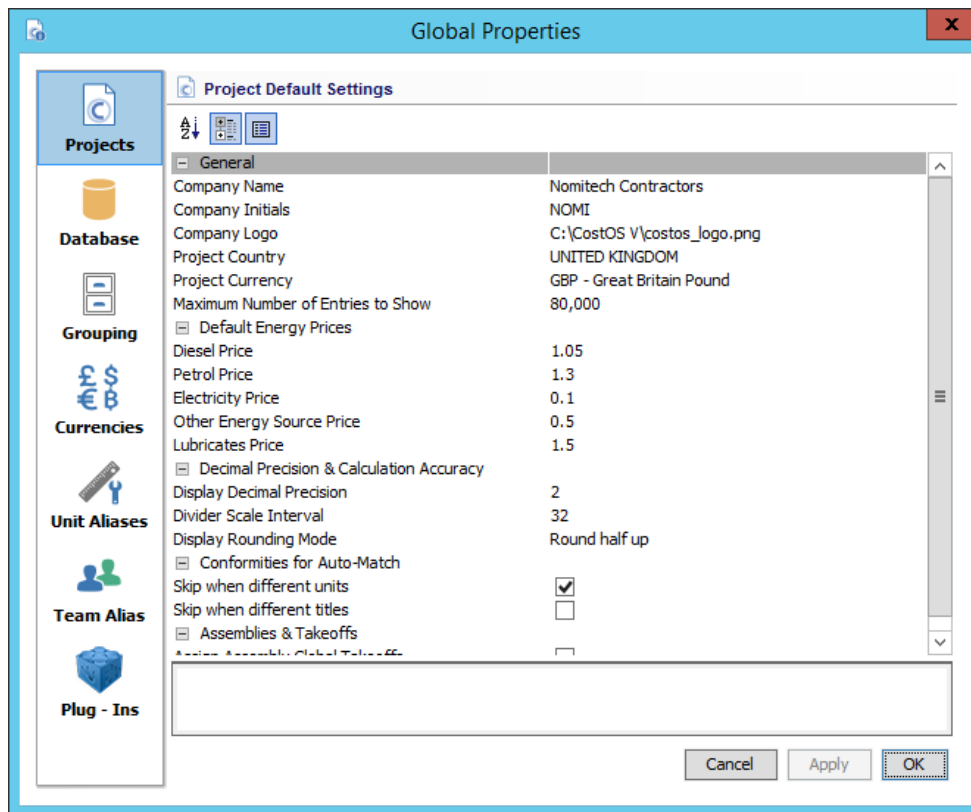 Global Properties
Projects
Database
Grouping
Currencies
Unit Aliases
Team Alias
Plug - Ins
Project Default Settings
General
Company Name Nomitech Contractors
Company Initials NOMI
Company Logo C:\CostOS V\costos_logo.png
Project Country UNITED KINGDOM
Project Currency GBP - Great Britain Pound
Maximum Number of Entries to Show 80,000
Default Energy Prices
Diesel Price 1.05
Petrol Price 1.3
Electricity Price 0.1
Other Energy Source Price 0.5
Lubricates Price 1.5
Decimal Precision & Calculation Accuracy
Display Decimal Precision 2
Divider Scale Interval 32
Display Rounding Mode Round half up
Conformities for Auto-Match
Skip when different units
Skip when different titles
Assemblies & Takeoffs
Assign Assembly Global Takeoffs
Cancel Apply OK